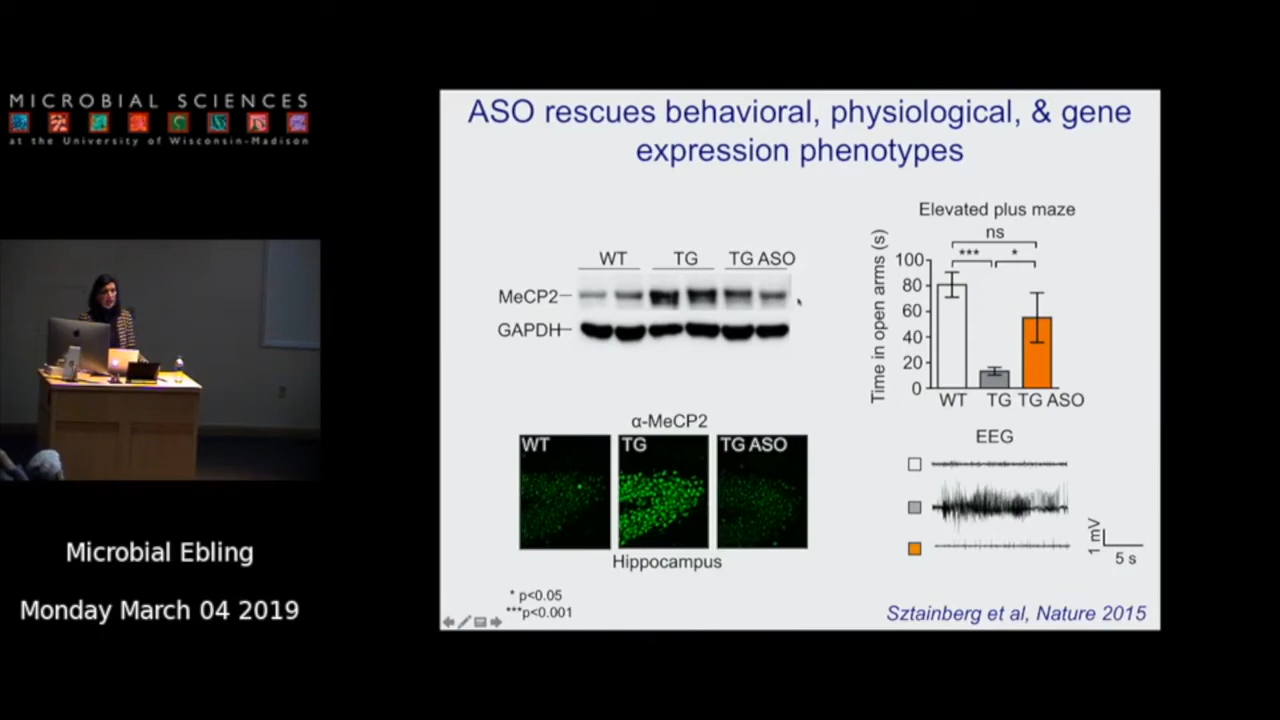 MICROBIAL SCIENCES
at the University of Wisconsin-Madison
Microbial Ebling
Monday March 04 2019
ASO rescues behavioral, physiological, & gene
expression phenotypes
WT TG TG ASO
MeCP2
GAPDH
α-MeCP2
WT TG TG ASO
Hippocampus
* p<0.05
***p<0.001
Elevated plus maze
ns
*** *
Time in open arms (s)
100
80
60
40
20
0
WT TG TG ASO
EEG
1 mV
5 s
Sztainberg et al, Nature 2015